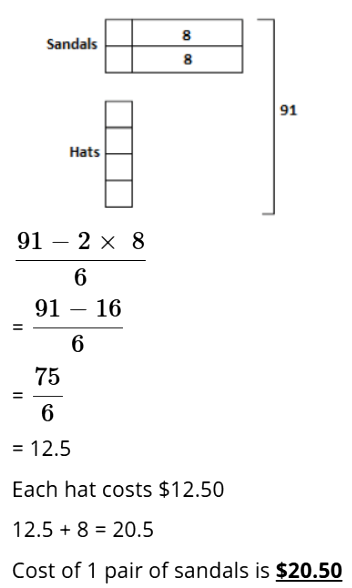 8
Sandals
8
91
Hats
91 − 2 × 8
6
= 91 − 16
6
= 75
6
= 12.5
Each hat costs $12.50
12.5 + 8 = 20.5
Cost of 1 pair of sandals is $20.50